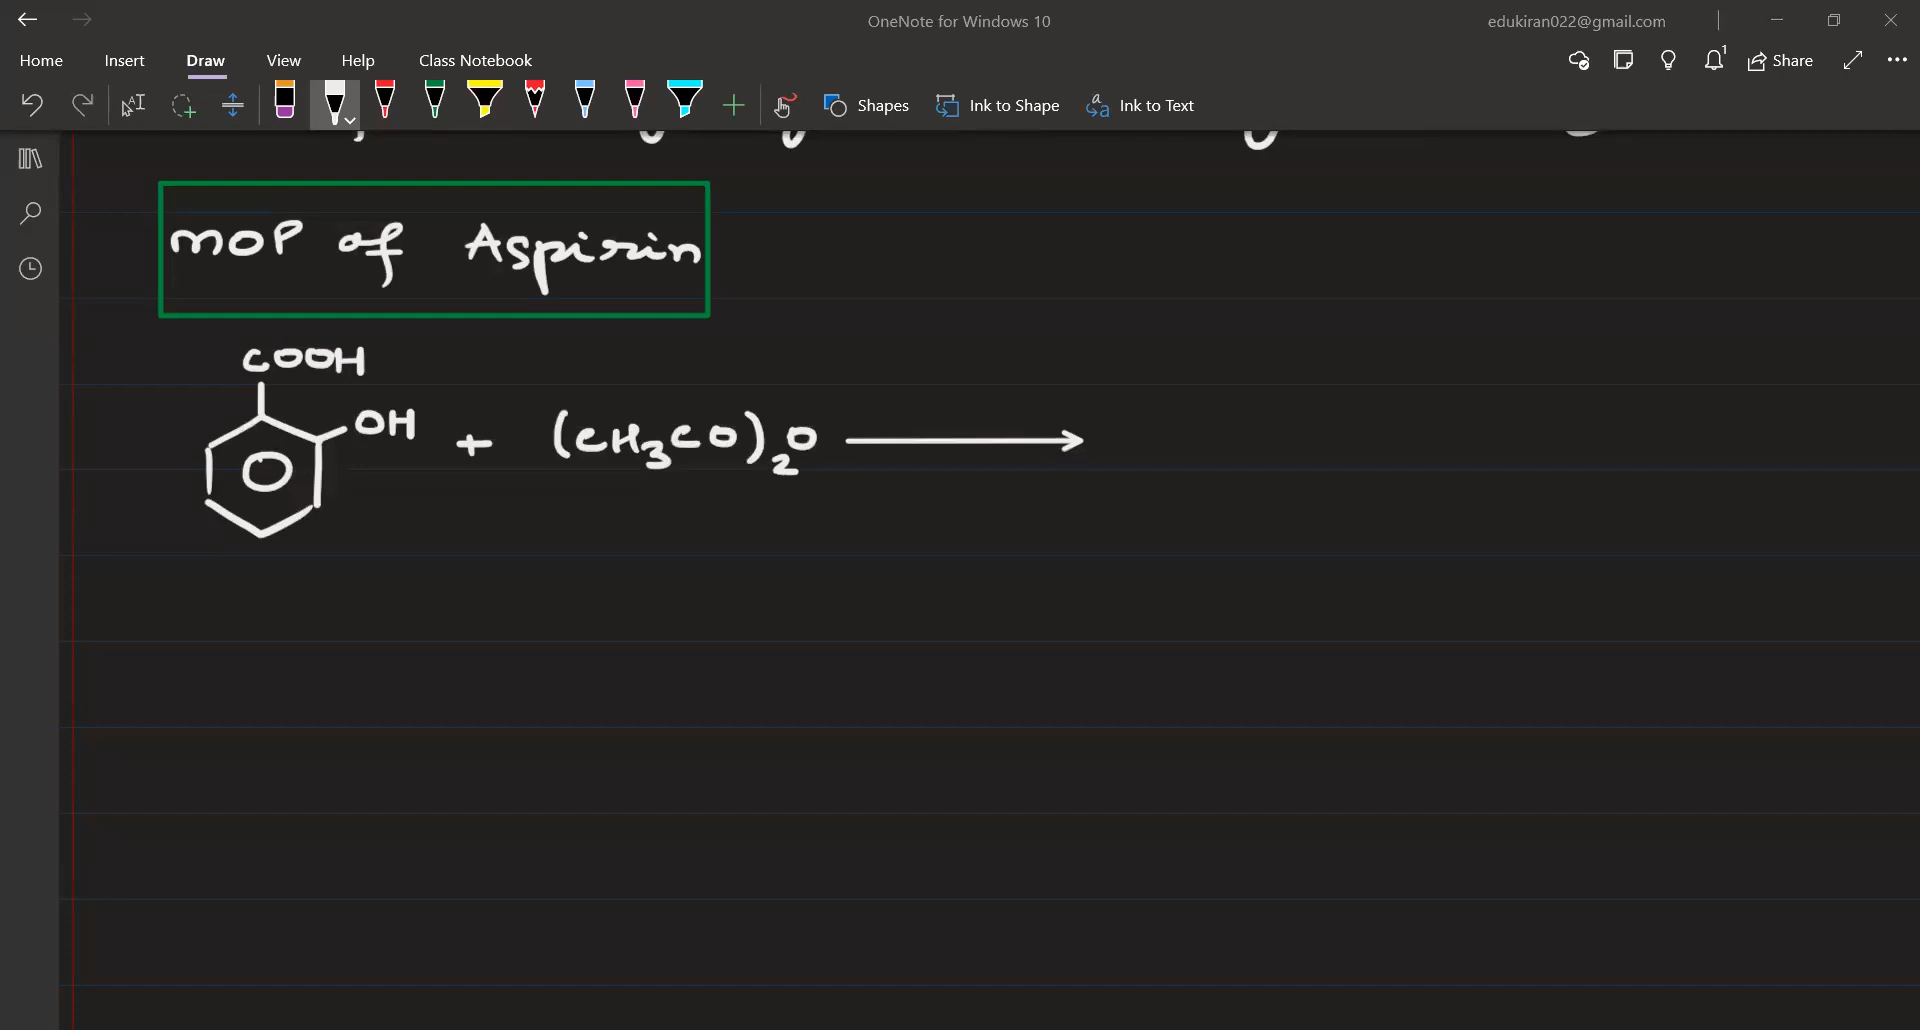 OneNote for Windows 10
edukiran022@gmail.com
Home Insert Draw View Help Class Notebook
1
Share
Shapes Ink to Shape Ink to Text
MOP of Aspirin
COOH
OH + (CH3CO)2O